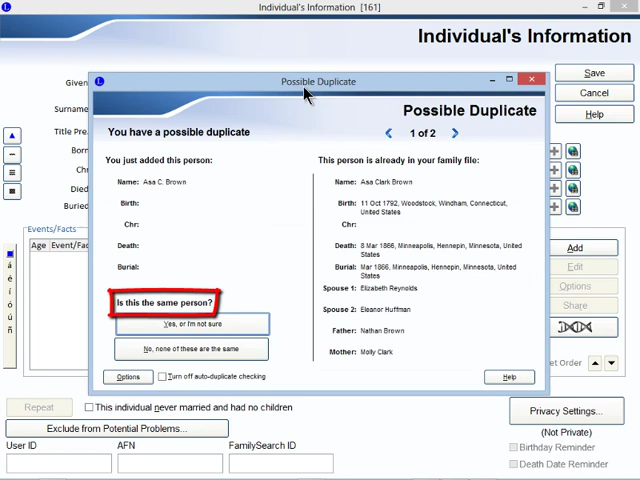 Individual's Information [161]
Individual's Information
Given
Surname
Title Pre
Born
Chr
Died
Buried
Save
Cancel
Help
Possible Duplicate
Possible Duplicate
You have a possible duplicate
1 of 2
You just added this person:
Name: Asa C. Brown
Birth:
Chr:
Death:
Burial:
Is this the same person?
Yes, or I'm not sure
No, none of these are the same
This person is already in your family file:
Name: Asa Clark Brown
Birth: 11 Oct 1792, Woodstock, Windham, Connecticut,
United States
Chr:
Death: 8 Mar 1866, Minneapolis, Hennepin, Minnesota, United
States
Burial: Mar 1866, Minneapolis, Hennepin, Minnesota, United
States
Spouse 1: Elizabeth Reynolds
Spouse 2: Eleanor Huffman
Father: Nathan Brown
Mother: Molly Clark
Options
Turn off auto-duplicate checking
Help
Events/Facts
Age Event/Fac
á
é
í
ó
ú
ñ
Add
Edit
Options
Share
et Order
Repeat
This individual never married and had no children
Exclude from Potential Problems...
User ID
AFN
FamilySearch ID
Privacy Settings...
(Not Private)
Birthday Reminder
Death Date Reminder